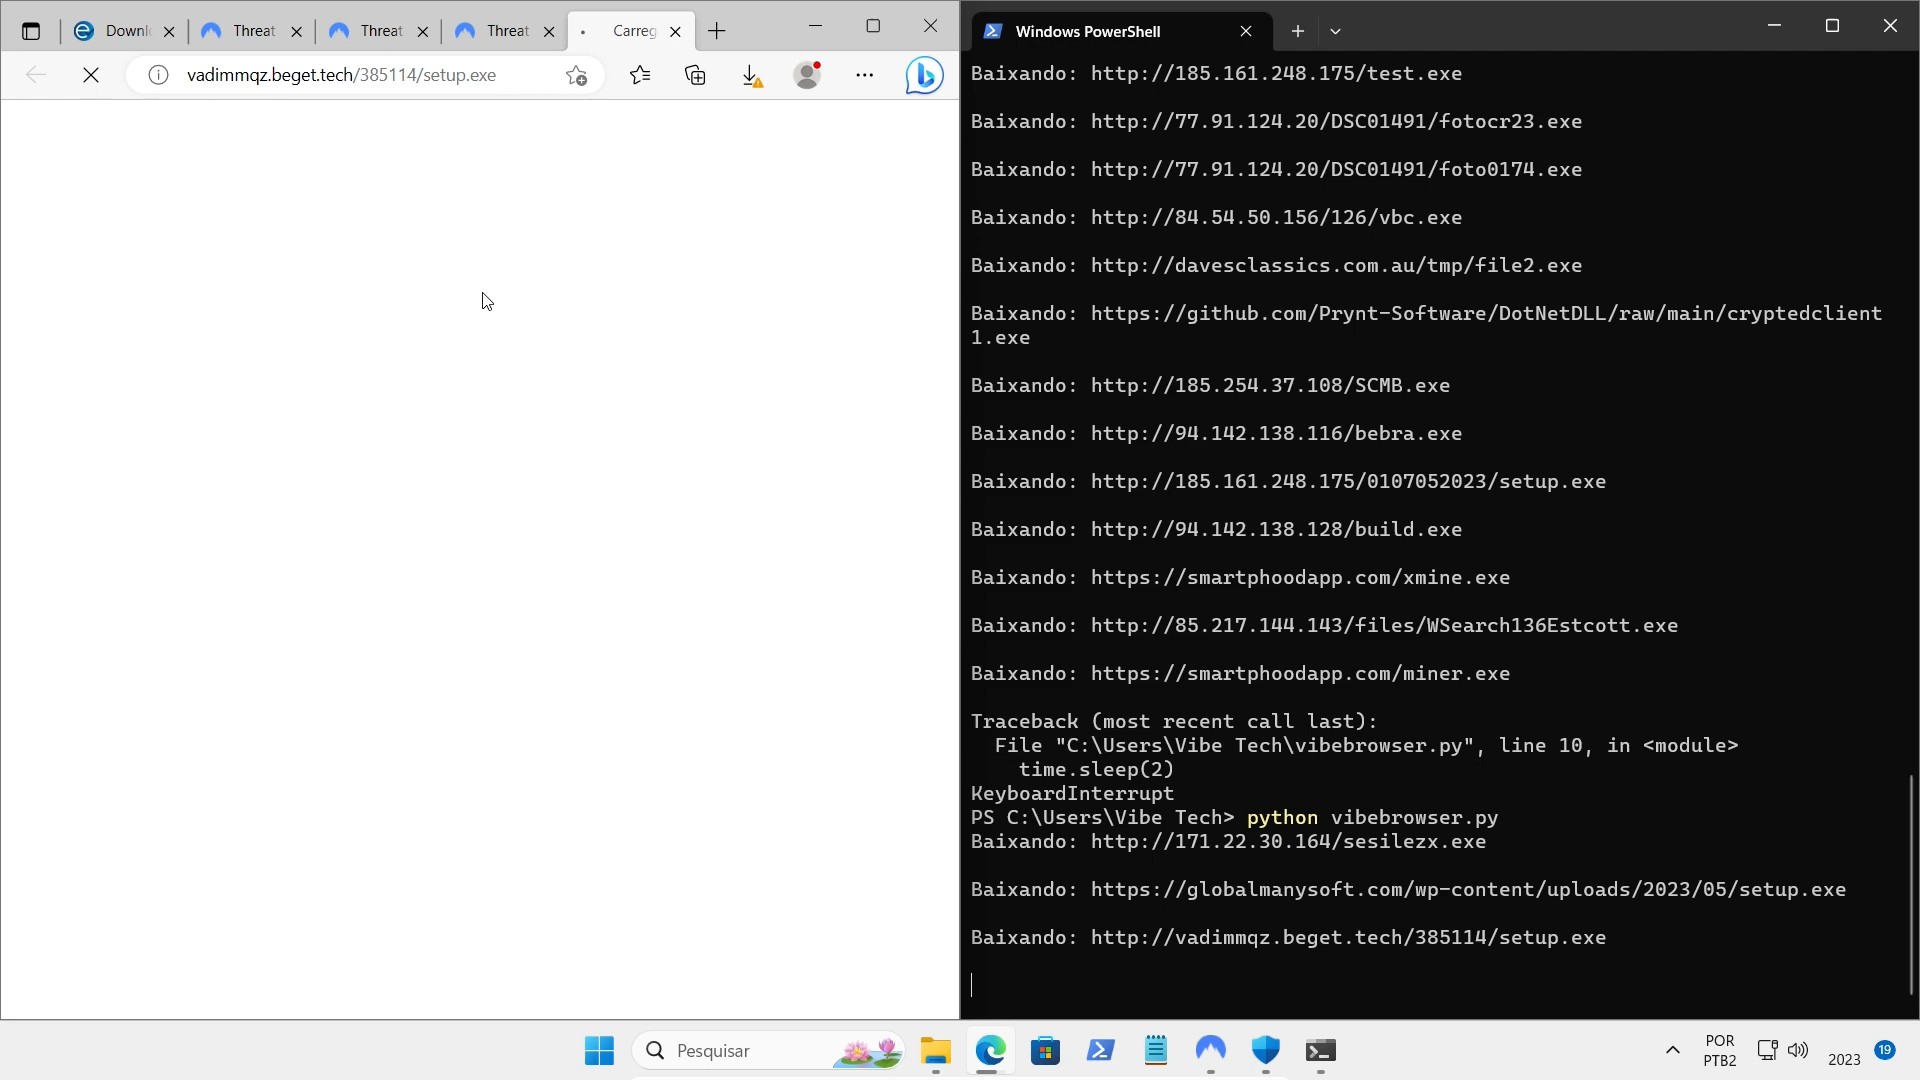 Downl
Threat
Threat
Threat
Carreg
vadimmqz.beget.tech/385114/setup.exe
Windows PowerShell
Baixando: http://185.161.248.175/test.exe
Baixando: http://77.91.124.20/DSC01491/fotocr23.exe
Baixando: http://77.91.124.20/DSC01491/foto0174.exe
Baixando: http://84.54.50.156/126/vbc.exe
Baixando: http://davesclassics.com.au/tmp/file2.exe
Baixando: https://github.com/Prynt-Software/DotNetDLL/raw/main/cryptedclient
1.exe
Baixando: http://185.254.37.108/SCMB.exe
Baixando: http://94.142.138.116/bebra.exe
Baixando: http://185.161.248.175/0107052023/setup.exe
Baixando: http://94.142.138.128/build.exe
Baixando: https://smartphoodapp.com/xmine.exe
Baixando: http://85.217.144.143/files/WSearch136Estcott.exe
Baixando: https://smartphoodapp.com/miner.exe
Traceback (most recent call last):
File "C:\Users\Vibe Tech\vibebrowser.py", line 10, in <module>
time.sleep(2)
KeyboardInterrupt
PS C:\Users\Vibe Tech> python vibebrowser.py
Baixando: http://171.22.30.164/sesilezx.exe
Baixando: https://globalmanysoft.com/wp-content/uploads/2023/05/setup.exe
Baixando: http://vadimmqz.beget.tech/385114/setup.exe
Pesquisar
POR
PTB2
2023
19